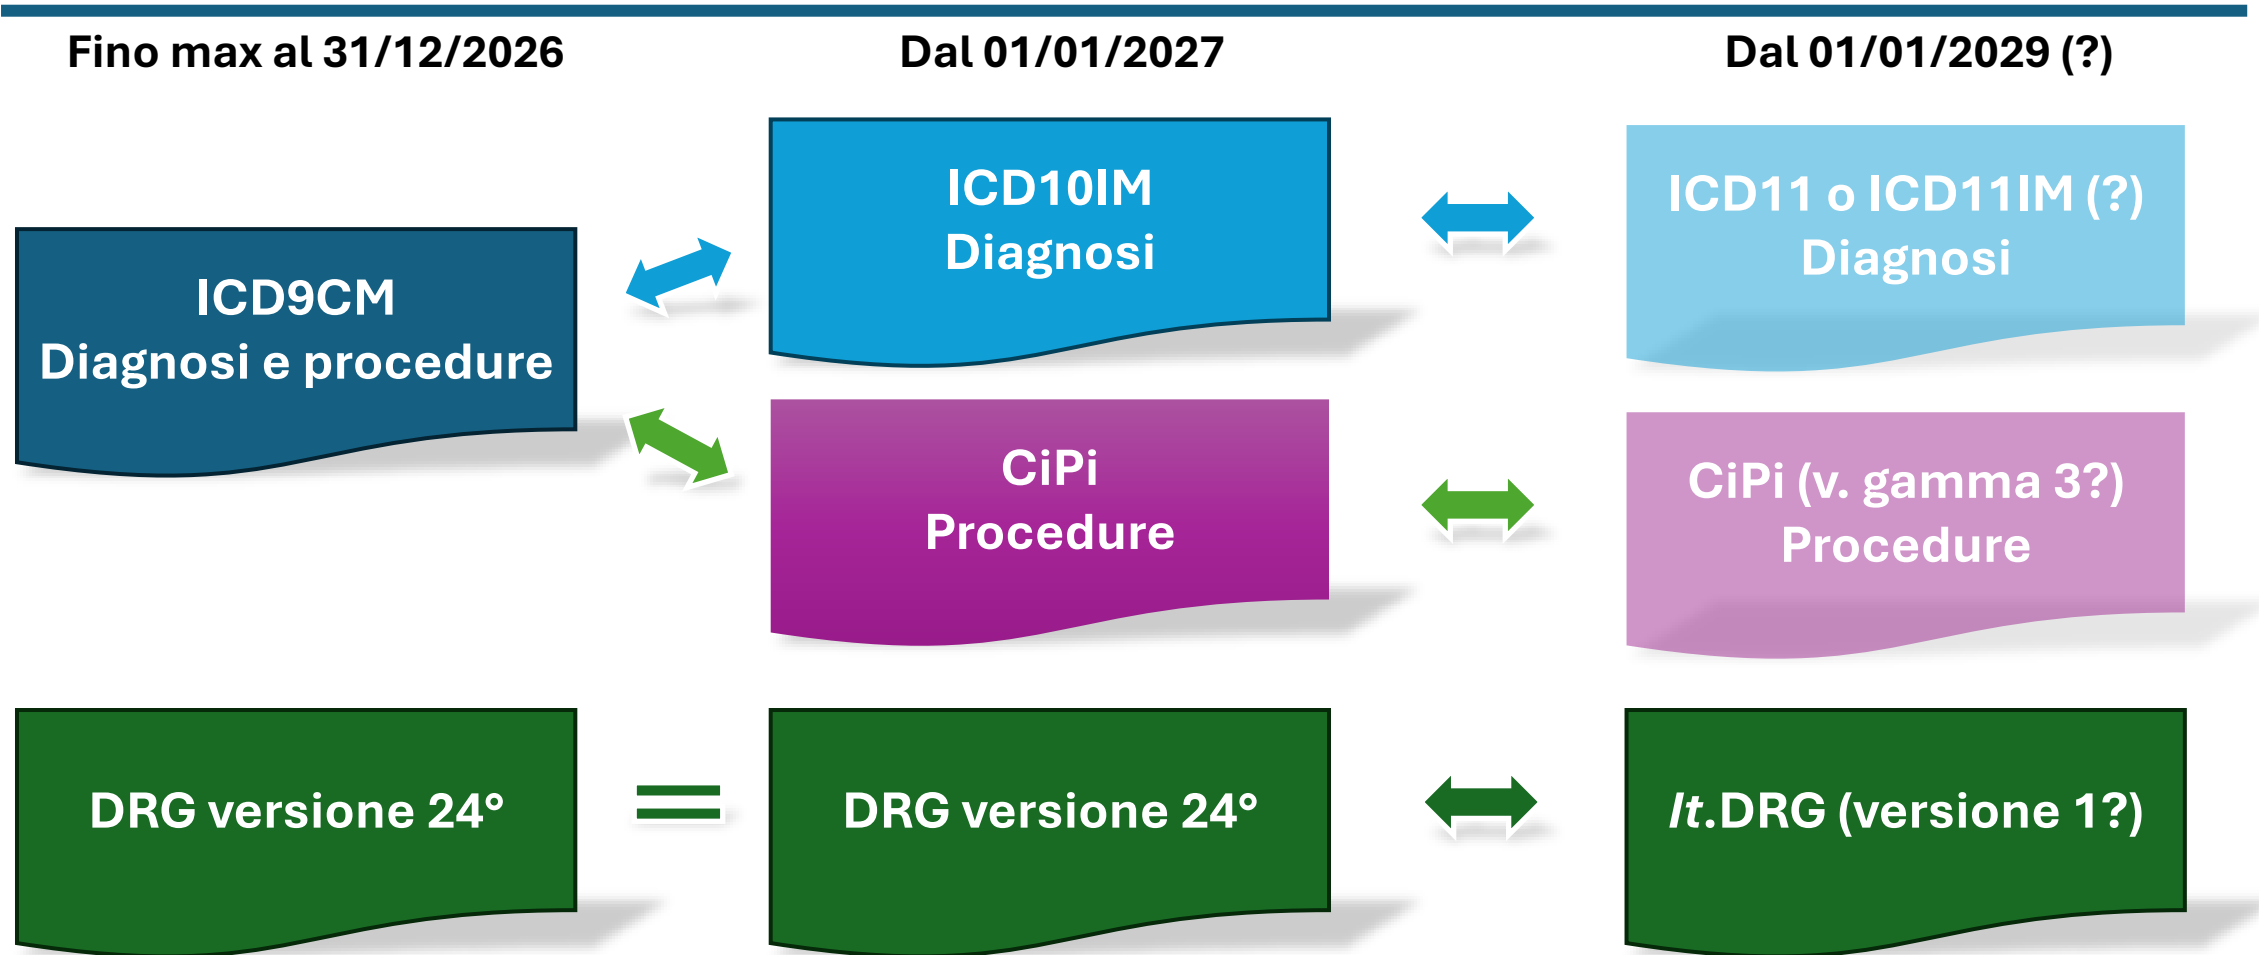 Fino max al 31/12/2026
Dal 01/01/2027
Dal 01/01/2029 (?)
ICD9CM
Diagnosi e procedure
ICD10IM
Diagnosi
ICD11 o ICD11IM (?)
Diagnosi
CiPi
Procedure
CiPi (v. gamma 3?)
Procedure
DRG versione 24°
DRG versione 24°
It.DRG (versione 1?)